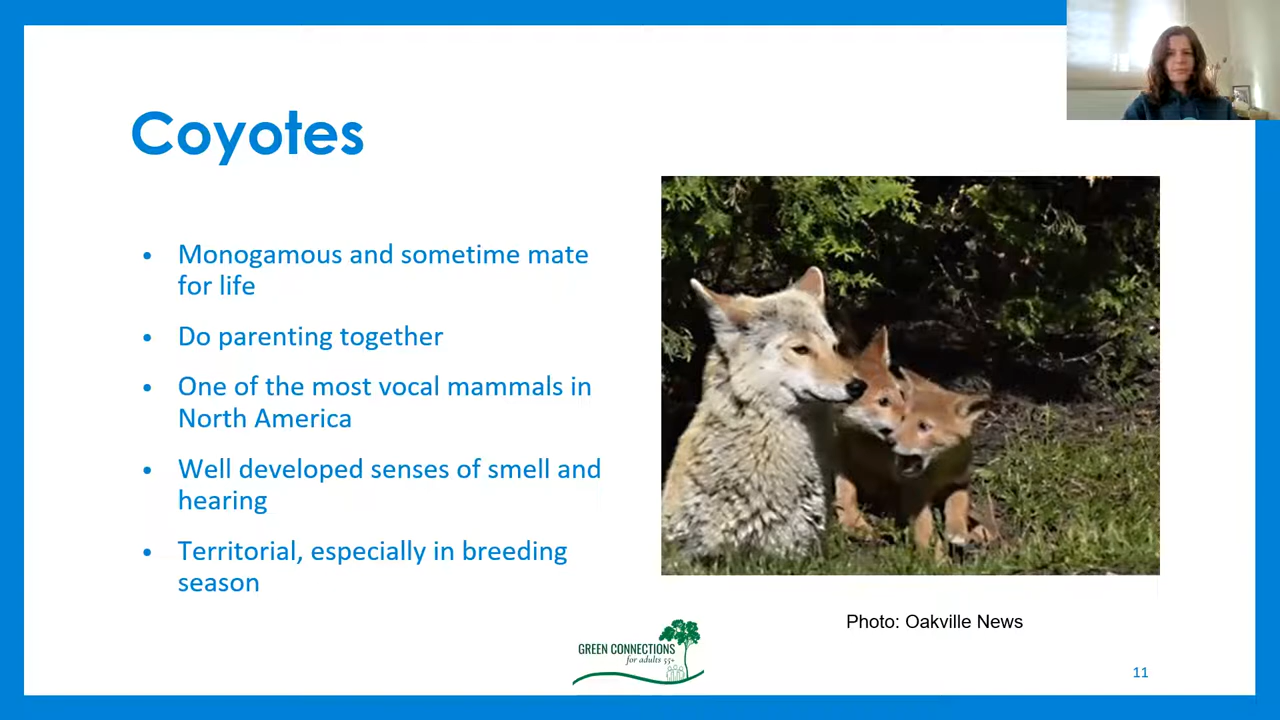 Coyotes
• Monogamous and sometime mate
for life
• Do parenting together
• One of the most vocal mammals in
North America
• Well developed senses of smell and
hearing
• Territorial, especially in breeding
season
Photo: Oakville News
GREEN CONNECTIONS
for adults 55+
11